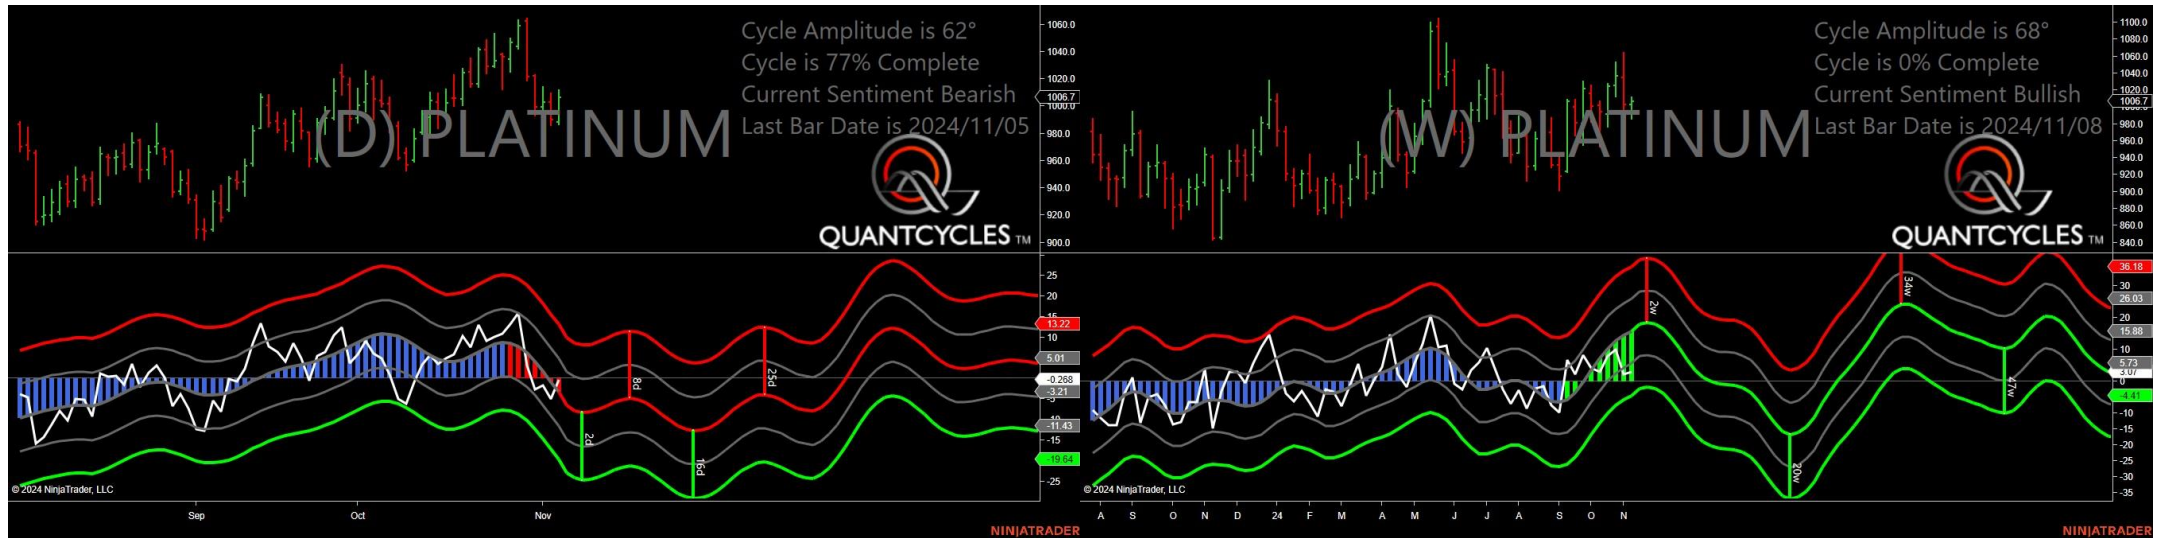 Cycle Amplitude is 62°
Cycle is 77% Complete
Current Sentiment Bearish
Last Bar Date is 2024/11/05
(D) PLATINUM
QUANTCYCLES TM
1060.0
1040.0
1020.0
1006.7
1000.0
980.0
960.0
940.0
920.0
900.0
25
20
15
13.22
10
5.01
-0.268
-3.21
-5
-10
-11.43
-15
-19.64
-25
2d
8d
16d
25d
© 2024 NinjaTrader, LLC
Sep Oct Nov
NINJATRADER
Cycle Amplitude is 68°
Cycle is 0% Complete
Current Sentiment Bullish
Last Bar Date is 2024/11/08
(W) PLATINUM
QUANTCYCLES TM
1100.0
1080.0
1060.0
1040.0
1020.0
1006.7
980.0
960.0
940.0
920.0
900.0
880.0
860.0
840.0
36.18
30
26.03
20
15.88
10
5.73
3.07
0
-4.41
-10
-15
-20
-25
-30
-35
2w
20w
34w
47w
© 2024 NinjaTrader, LLC
A S O N D 24 F M A M J J A S O N
NINJATRADER